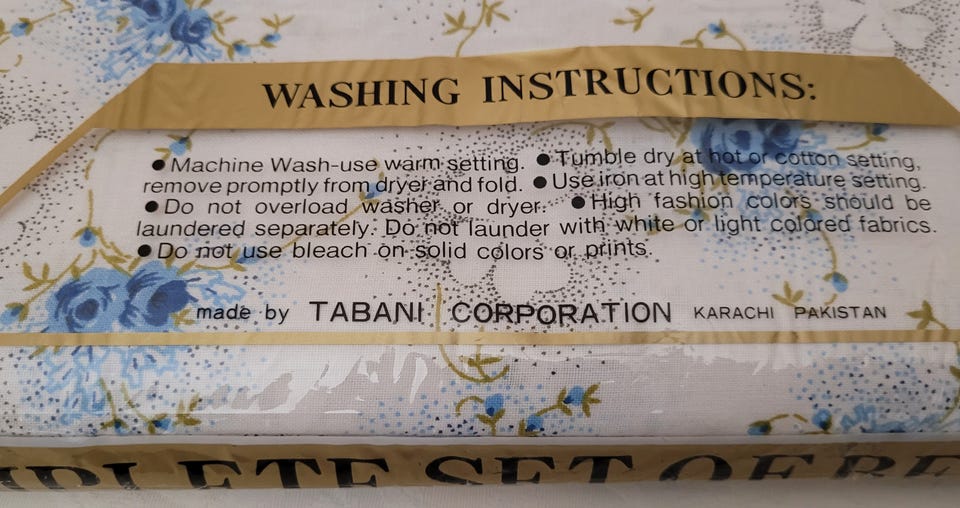 WASHING INSTRUCTIONS:
● Machine Wash-use warm setting. ● Tumble dry at hot or cotton setting,
remove promptly from dryer and fold. ● Use iron at high temperature setting.
● Do not overload washer or dryer. ● High fashion colors should be
laundered separately. Do not launder with white or light colored fabrics.
● Do not use bleach on solid colors or prints.
made by TABANI CORPORATION KARACHI PAKISTAN
SET OF